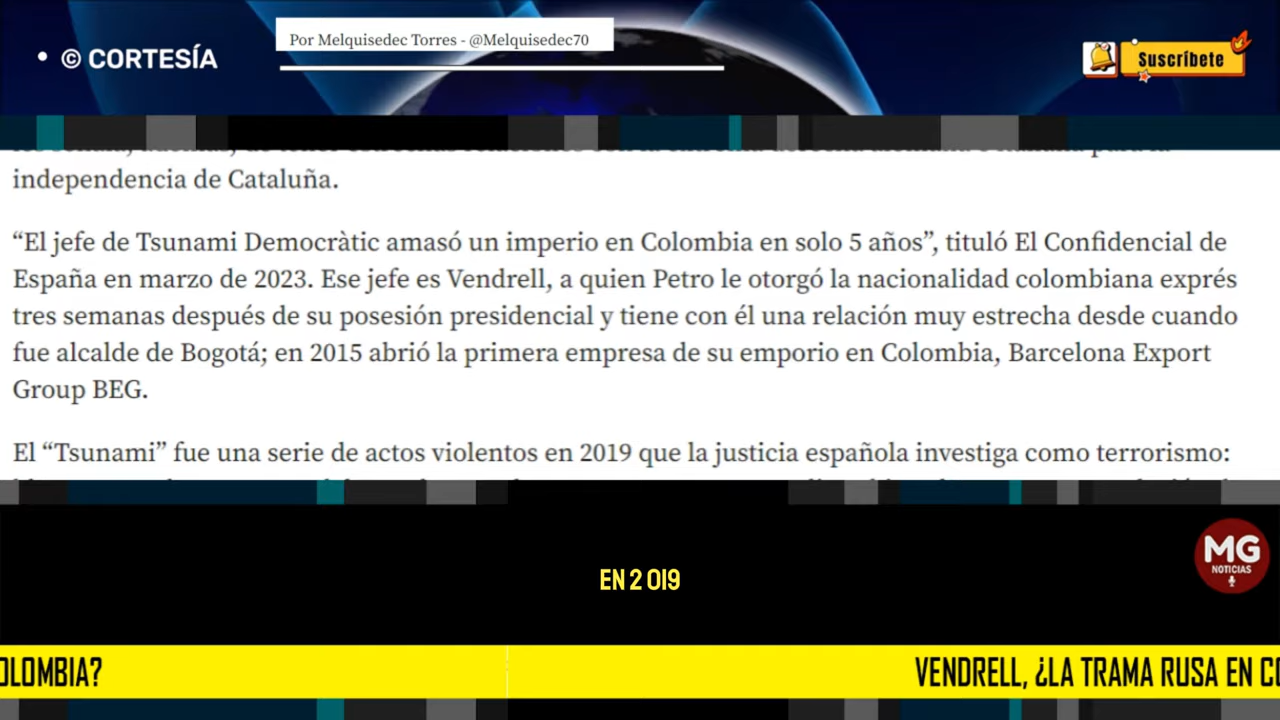 Por Melquisedec Torres - @Melquisedec70
• © CORTESÍA
Suscríbete
independencia de Cataluña.
“El jefe de Tsunami Democràtic amasó un imperio en Colombia en solo 5 años”, tituló El Confidencial de
España en marzo de 2023. Ese jefe es Vendrell, a quien Petro le otorgó la nacionalidad colombiana exprés
tres semanas después de su posesión presidencial y tiene con él una relación muy estrecha desde cuando
fue alcalde de Bogotá; en 2015 abrió la primera empresa de su emporio en Colombia, Barcelona Export
Group BEG.
El “Tsunami” fue una serie de actos violentos en 2019 que la justicia española investiga como terrorismo:
MG
NOTICIAS
EN 2 019
OLOMBIA?
VENDRELL, ¿LA TRAMA RUSA EN CO